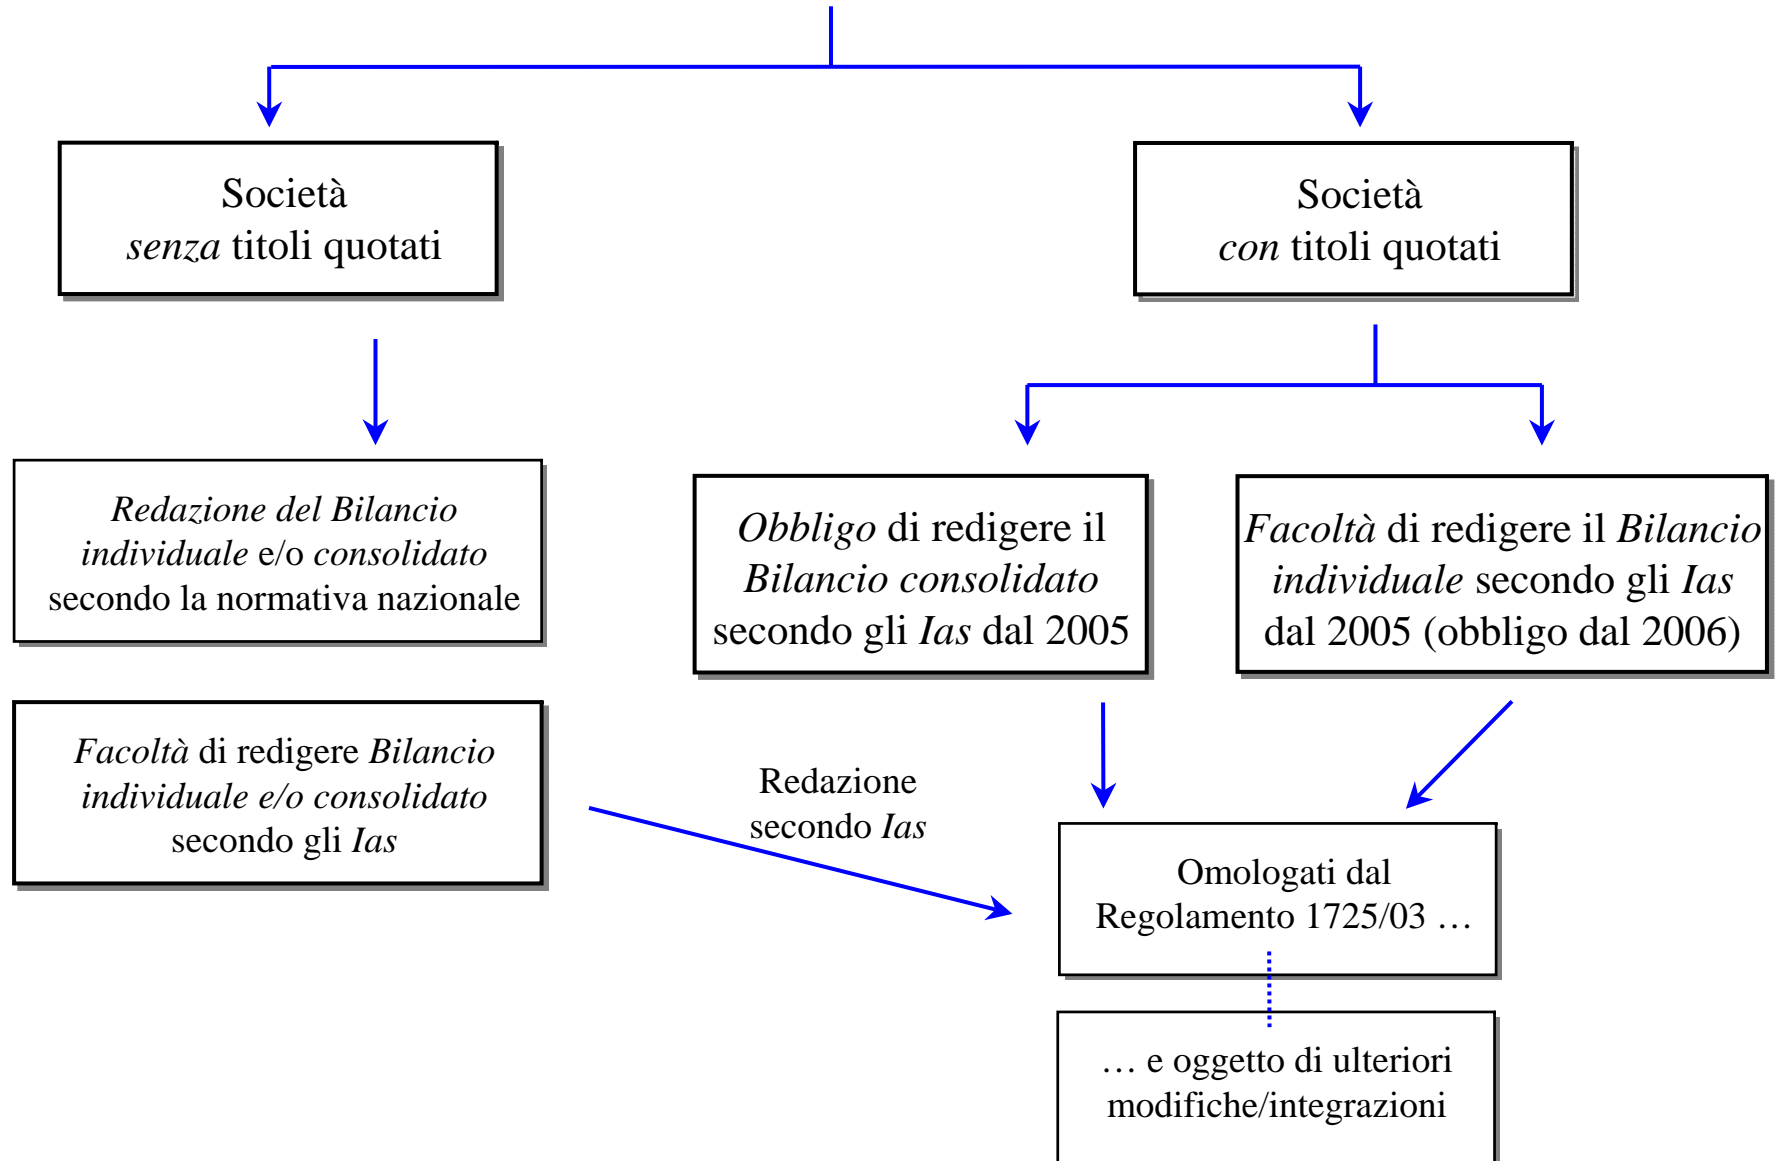 Società
senza titoli quotati
Società
con titoli quotati
Redazione del Bilancio
individuale e/o consolidato
secondo la normativa nazionale
Obbligo di redigere il
Bilancio consolidato
secondo gli Ias dal 2005
Facoltà di redigere il Bilancio
individuale secondo gli Ias
dal 2005 (obbligo dal 2006)
Facoltà di redigere Bilancio
individuale e/o consolidato
secondo gli Ias
Redazione
secondo Ias
Omologati dal
Regolamento 1725/03 …
… e oggetto di ulteriori
modifiche/integrazioni